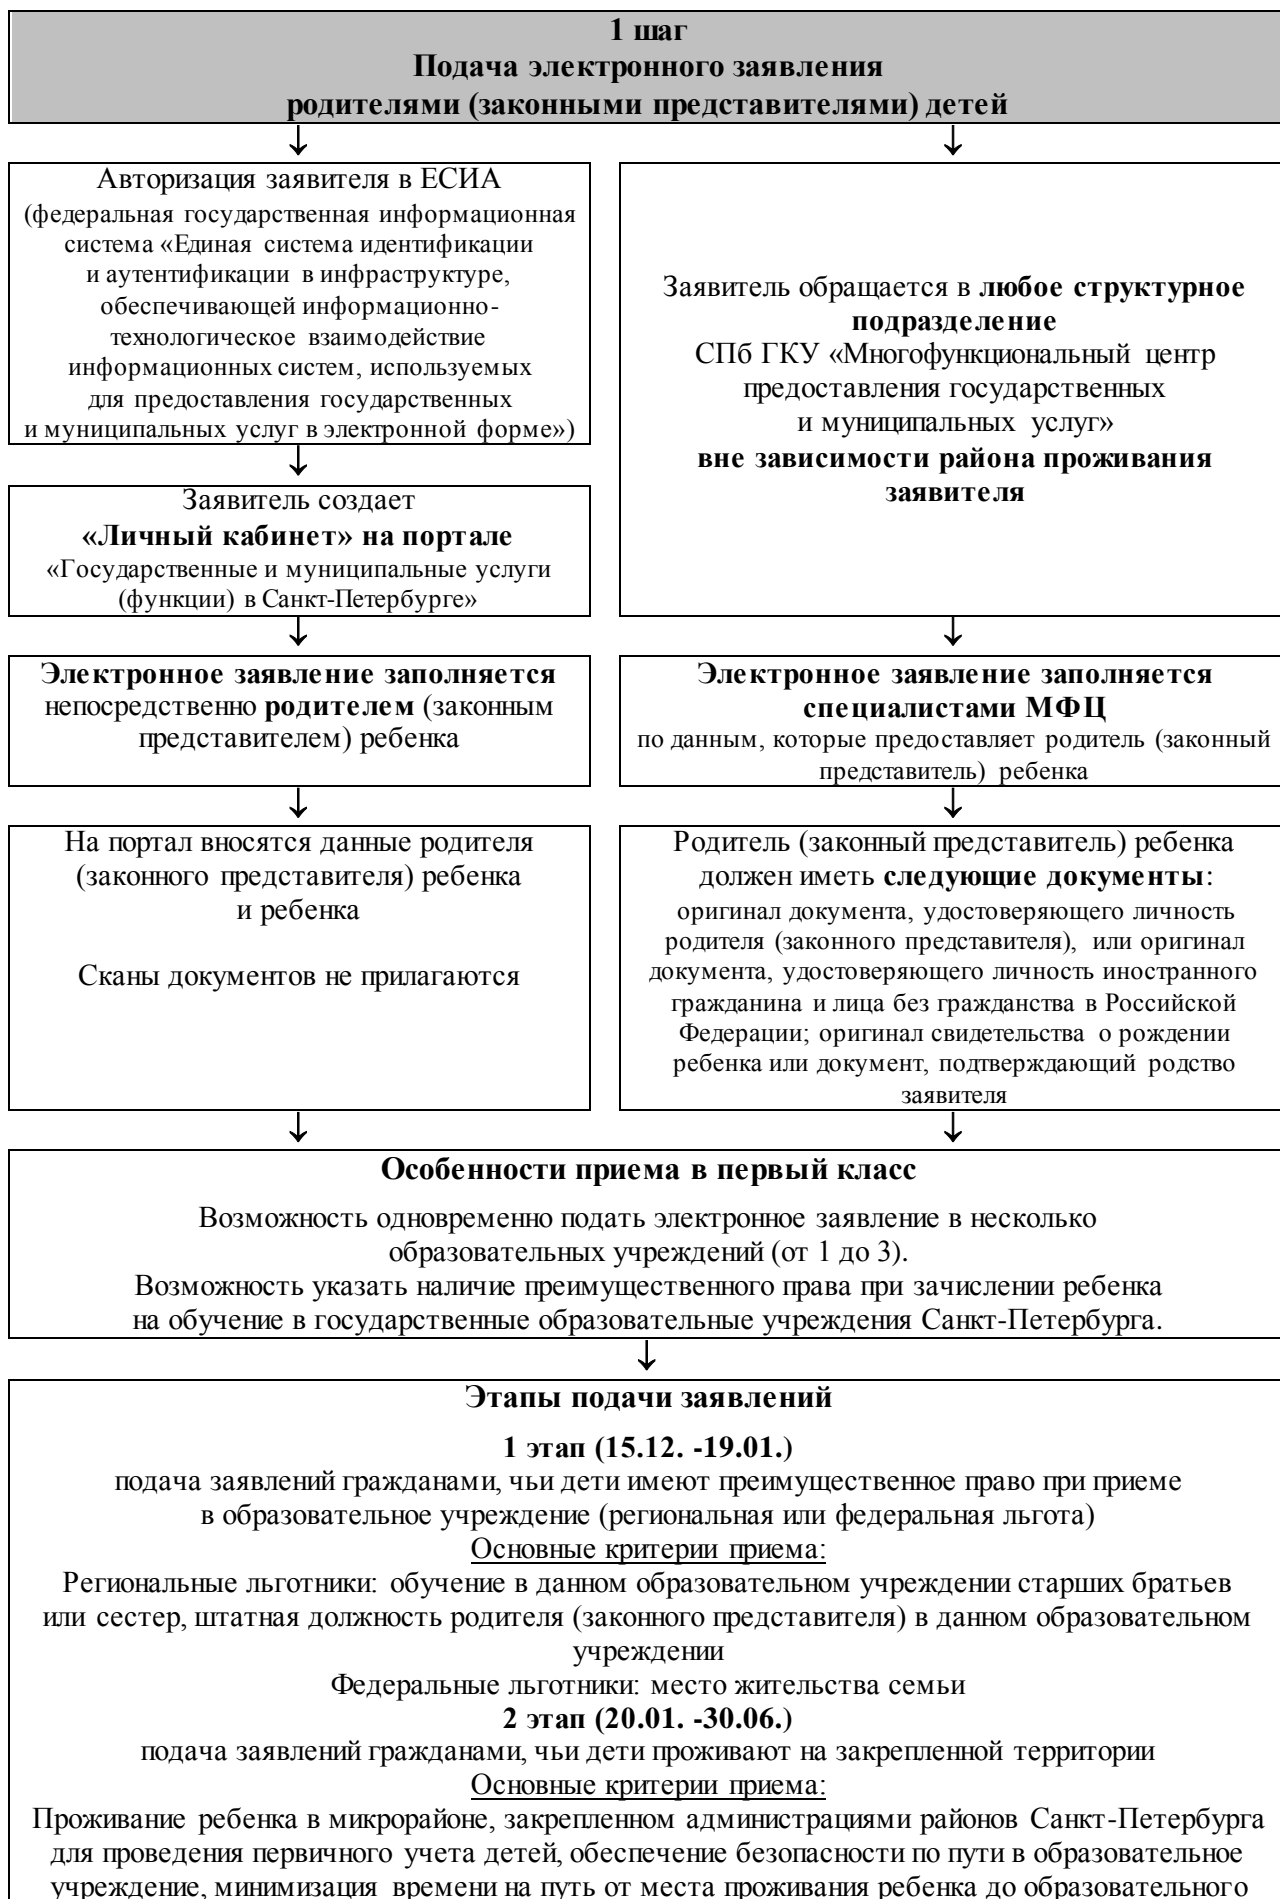 1 шаг
Подача электронного заявления
родителями (законными представителями) детей
Авторизация заявителя в ЕСИА
(федеральная государственная информационная
система «Единая система идентификации
и аутентификации в инфраструктуре,
обеспечивающей информационно-
технологическое взаимодействие
информационных систем, используемых
для предоставления государственных
и муниципальных услуг в электронной форме»)
Заявитель создает
«Личный кабинет» на портале
«Государственные и муниципальные услуги
(функции) в Санкт-Петербурге»
Электронное заявление заполняется
непосредственно родителем (законным
представителем) ребенка
На портал вносятся данные родителя
(законного представителя) ребенка
и ребенка
Сканы документов не прилагаются
Заявитель обращается в любое структурное
подразделение
СПб ГКУ «Многофункциональный центр
предоставления государственных
и муниципальных услуг»
вне зависимости района проживания
заявителя
Электронное заявление заполняется
специалистами МФЦ
по данным, которые предоставляет родитель (законный
представитель) ребенка
Родитель (законный представитель) ребенка
должен иметь следующие документы:
оригинал документа, удостоверяющего личность
родителя (законного представителя), или оригинал
документа, удостоверяющего личность иностранного
гражданина и лица без гражданства в Российской
Федерации; оригинал свидетельства о рождении
ребенка или документ, подтверждающий родство
заявителя
Особенности приема в первый класс
Возможность одновременно подать электронное заявление в несколько
образовательных учреждений (от 1 до 3).
Возможность указать наличие преимущественного права при зачислении ребенка
на обучение в государственные образовательные учреждения Санкт-Петербурга.
Этапы подачи заявлений
1 этап (15.12. -19.01.)
подача заявлений гражданами, чьи дети имеют преимущественное право при приеме
в образовательное учреждение (региональная или федеральная льгота)
Основные критерии приема:
Региональные льготники: обучение в данном образовательном учреждении старших братьев
или сестер, штатная должность родителя (законного представителя) в данном образовательном
учреждении
Федеральные льготники: место жительства семьи
2 этап (20.01. -30.06.)
подача заявлений гражданами, чьи дети проживают на закрепленной территории
Основные критерии приема:
Проживание ребенка в микрорайоне, закрепленном администрациями районов Санкт-Петербурга
для проведения первичного учета детей, обеспечение безопасности по пути в образовательное
учреждение, минимизация времени на путь от места проживания ребенка до образовательного